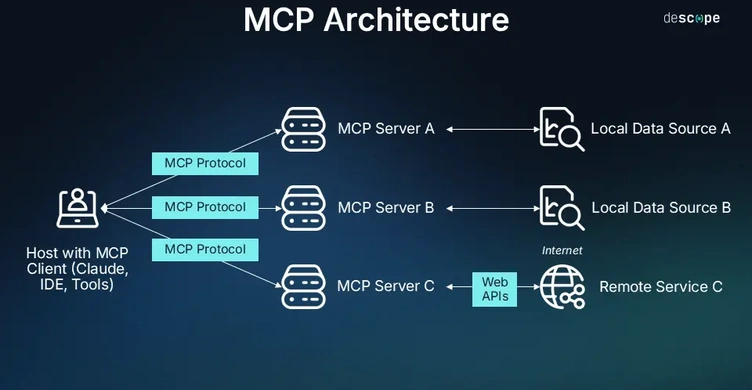 MCP Architecture
descope
MCP Server A
Local Data Source A
MCP Protocol
MCP Protocol
MCP Server B
Local Data Source B
MCP Protocol
Host with MCP
Client (Claude,
IDE, Tools)
Internet
MCP Server C
Web
APIs
Remote Service C